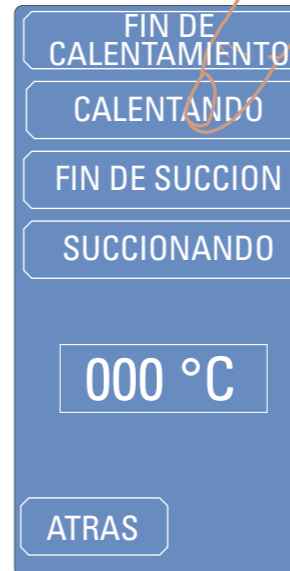 FIN DE
CALENTAMIENTO
CALENTANDO
FIN DE SUCCION
SUCCIONANDO
000 °C
ATRAS